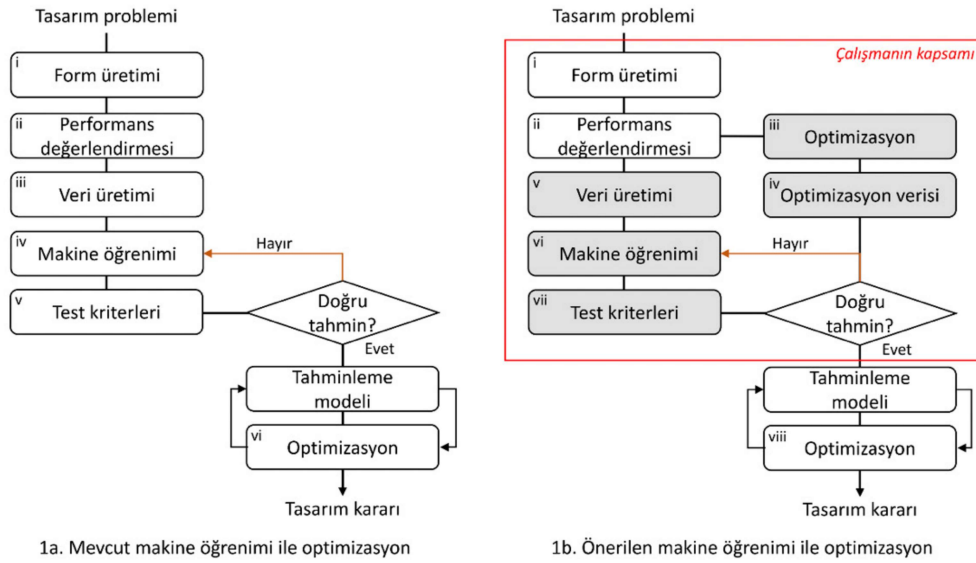 Tasarım problemi
i
Form üretimi
ii
Performans
değerlendirmesi
iii
Veri üretimi
iv
Makine öğrenimi
Hayır
v
Test kriterleri
Doğru
tahmin?
Evet
Tahminleme
modeli
vi
Optimizasyon
Tasarım kararı
1a. Mevcut makine öğrenimi ile optimizasyon
Tasarım problemi
Çalışmanın kapsamı
i
Form üretimi
ii
Performans
değerlendirmesi
iii
Optimizasyon
v
Veri üretimi
iv
Optimizasyon verisi
vi
Makine öğrenimi
Hayır
vii
Test kriterleri
Doğru
tahmin?
Evet
Tahminleme
modeli
viii
Optimizasyon
Tasarım kararı
1b. Önerilen makine öğrenimi ile optimizasyon